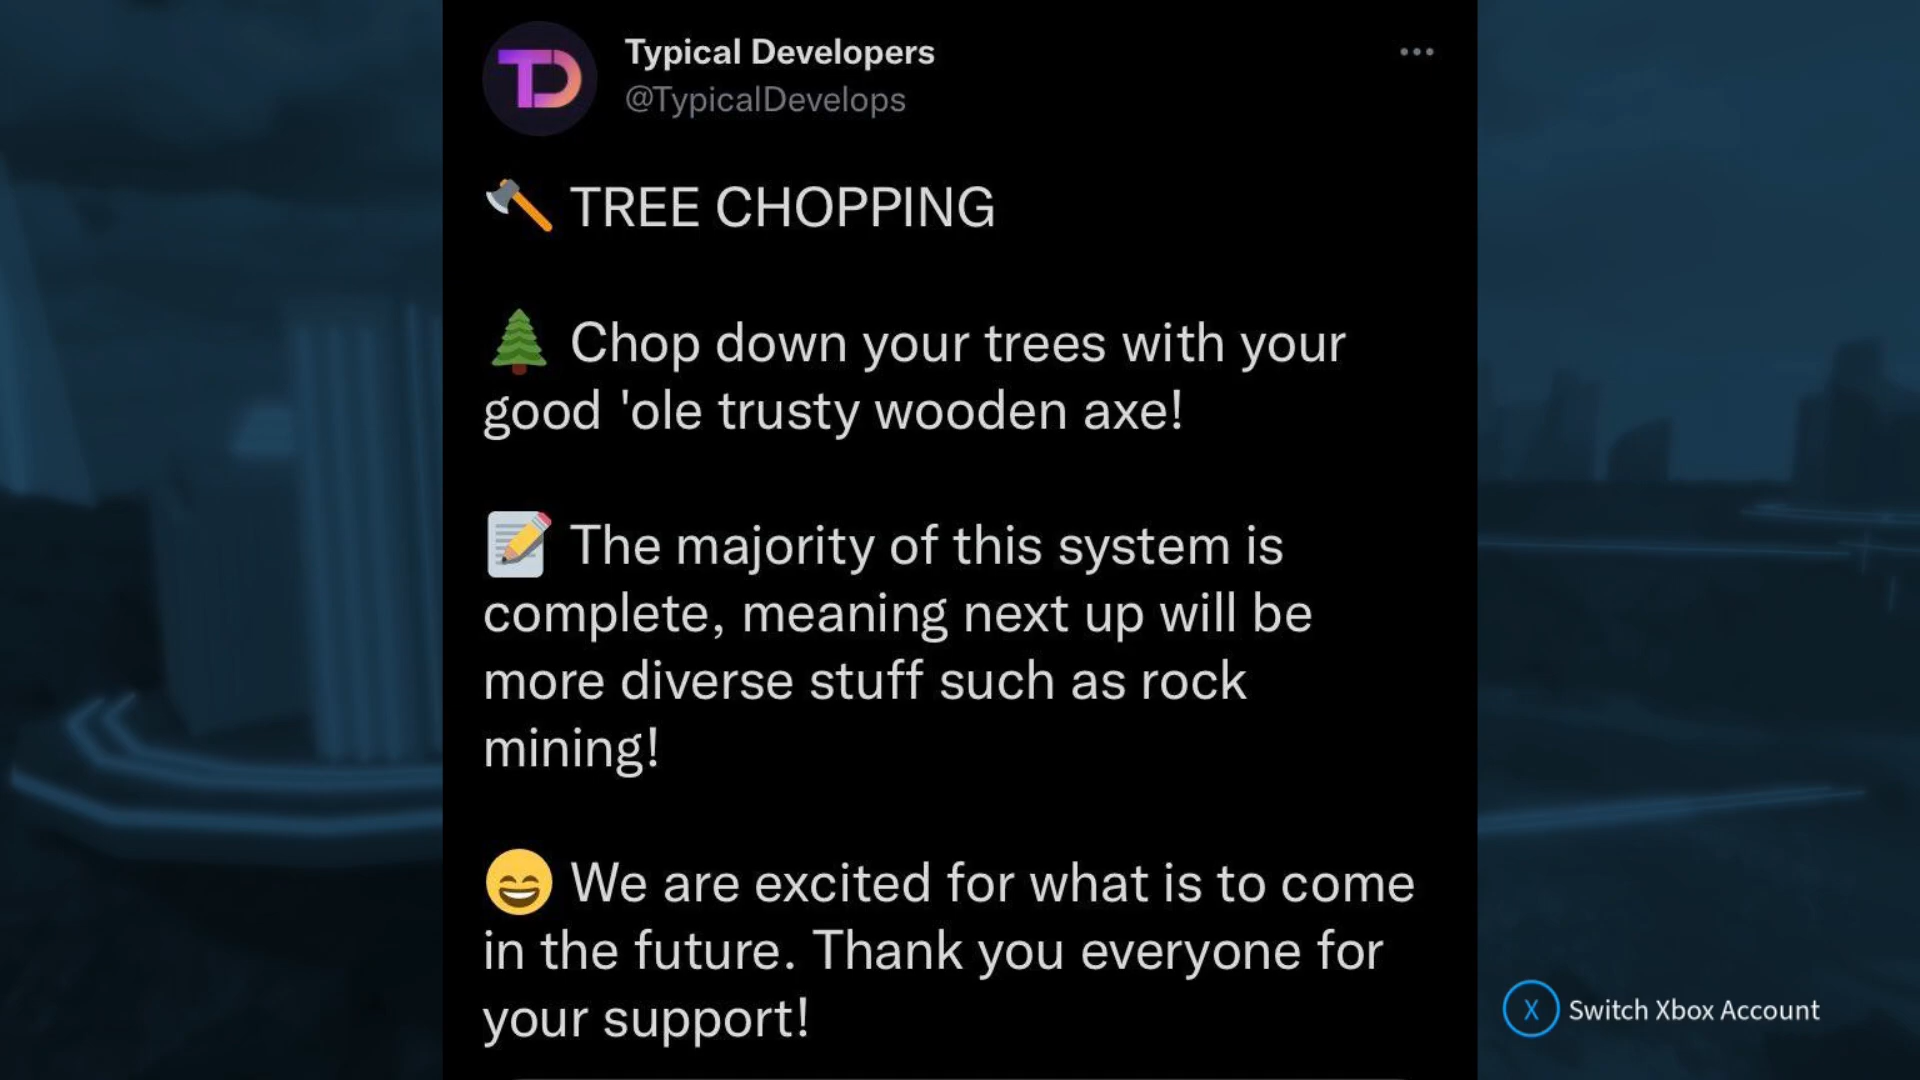 TD
Typical Developers
@TypicalDevelops
🪓 TREE CHOPPING
🌲 Chop down your trees with your
good 'ole trusty wooden axe!
📝 The majority of this system is
complete, meaning next up will be
more diverse stuff such as rock
mining!
😄 We are excited for what is to come
in the future. Thank you everyone for
your support!
X Switch Xbox Account